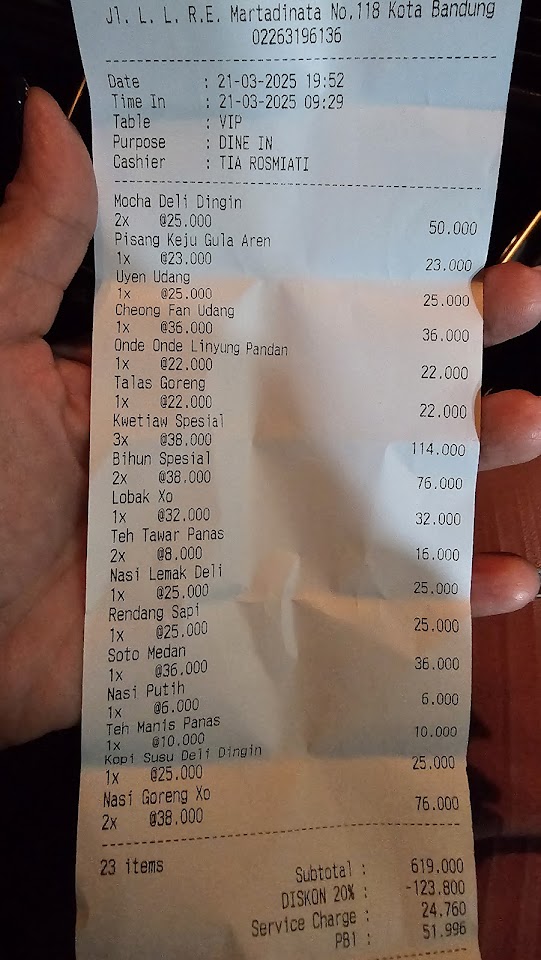 Jl. L. L. R.E. Martadinata No.118 Kota Bandung
02263196136
Date : 21-03-2025 19:52
Time In : 21-03-2025 09:29
Table : VIP
Purpose : DINE IN
Cashier : TIA ROSMIATI
Mocha Deli Dingin
2x @25.000 50.000
Pisang Keju Gula Aren
1x @23.000 23.000
Uyen Udang
1x @25.000 25.000
Cheong Fan Udang
1x @36.000 36.000
Onde Onde Linyung Pandan
1x @22.000 22.000
Talas Goreng
1x @22.000 22.000
Kwetiaw Spesial
3x @38.000 114.000
Bihun Spesial
2x @38.000 76.000
Lobak Xo
1x @32.000 32.000
Teh Tawar Panas
2x @8.000 16.000
Nasi Lemak Deli
1x @25.000 25.000
Rendang Sapi
1x @25.000 25.000
Soto Medan
1x @36.000 36.000
Nasi Putih
1x @6.000 6.000
Teh Manis Panas
1x @10.000 10.000
Kopi Susu Deli Dingin
1x @25.000 25.000
Nasi Goreng Xo
2x @38.000 76.000
23 items
Subtotal : 619.000
DISKON 20% : -123.800
Service Charge : 24.760
PB1 : 51.996